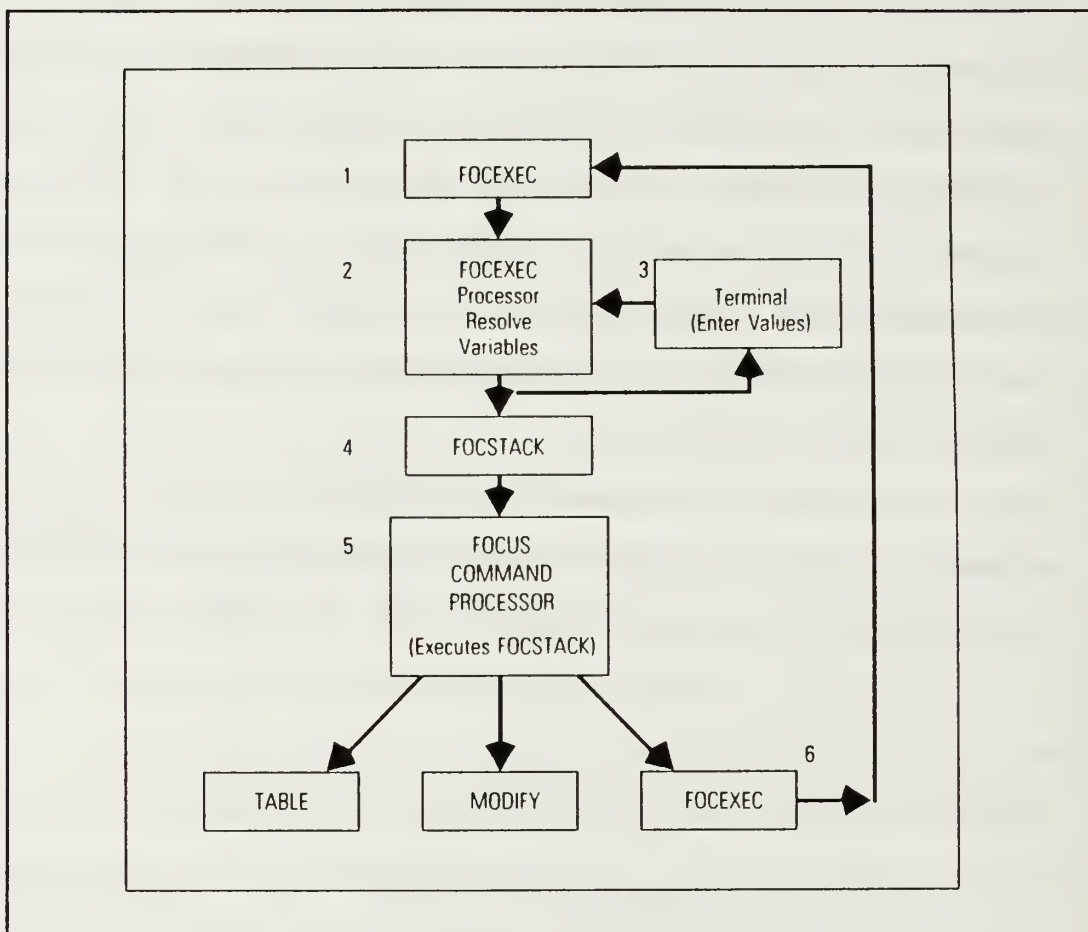 1
FOCEXEC
2
FOCEXEC
Processor
Resolve
Variables
3
Terminal
(Enter Values)
4
FOCSTACK
5
FOCUS
COMMAND
PROCESSOR
(Executes FOCSTACK)
6
TABLE
MODIFY
FOCEXEC